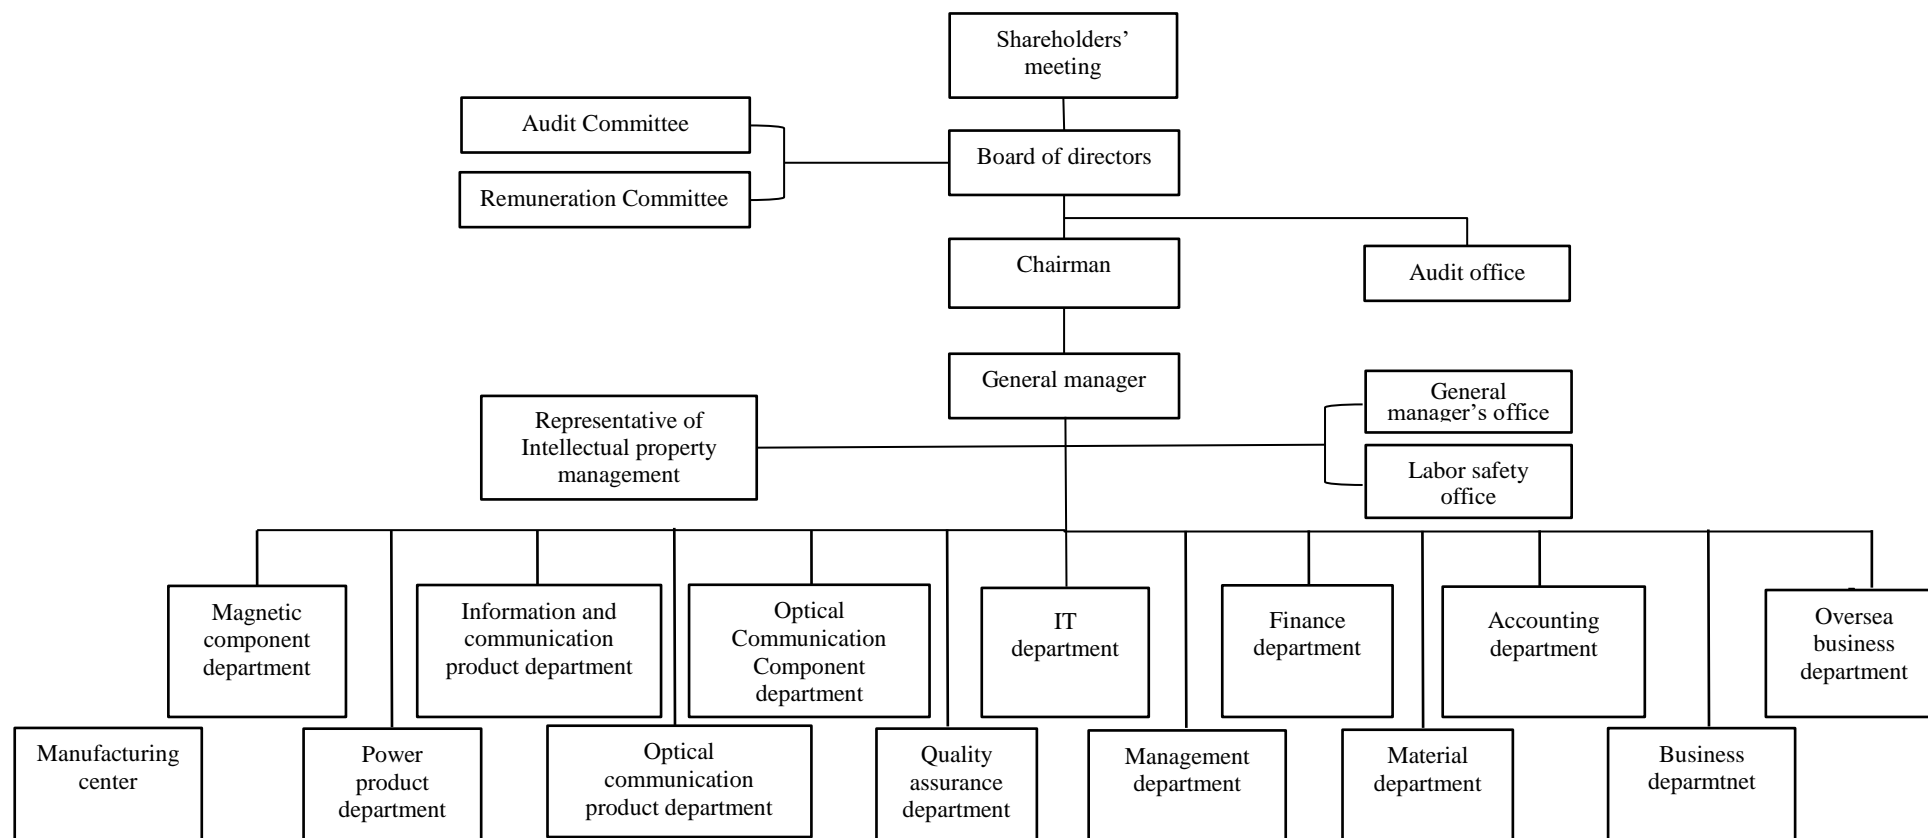 Shareholders’
meeting
Audit Committee
Board of directors
Remuneration Committee
Chairman
Audit office
General manager
General
manager’s office
Representative of
Intellectual property
management
Labor safety
office
Magnetic
component
department
Information and
communication
product department
Optical
Communication
Component
department
IT
department
Finance
department
Accounting
department
Oversea
business
department
Manufacturing
center
Power
product
department
Optical
communication
product department
Quality
assurance
department
Management
department
Material
department
Business
deparmtnet